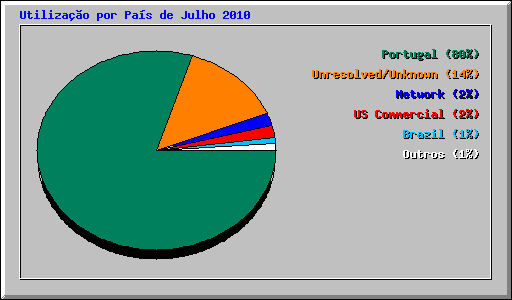 Utilização por País de Julho 2010
Portugal (80%)
Unresolved/Unknown (14%)
Network (2%)
US Commercial (2%)
Brazil (1%)
Outros (1%)